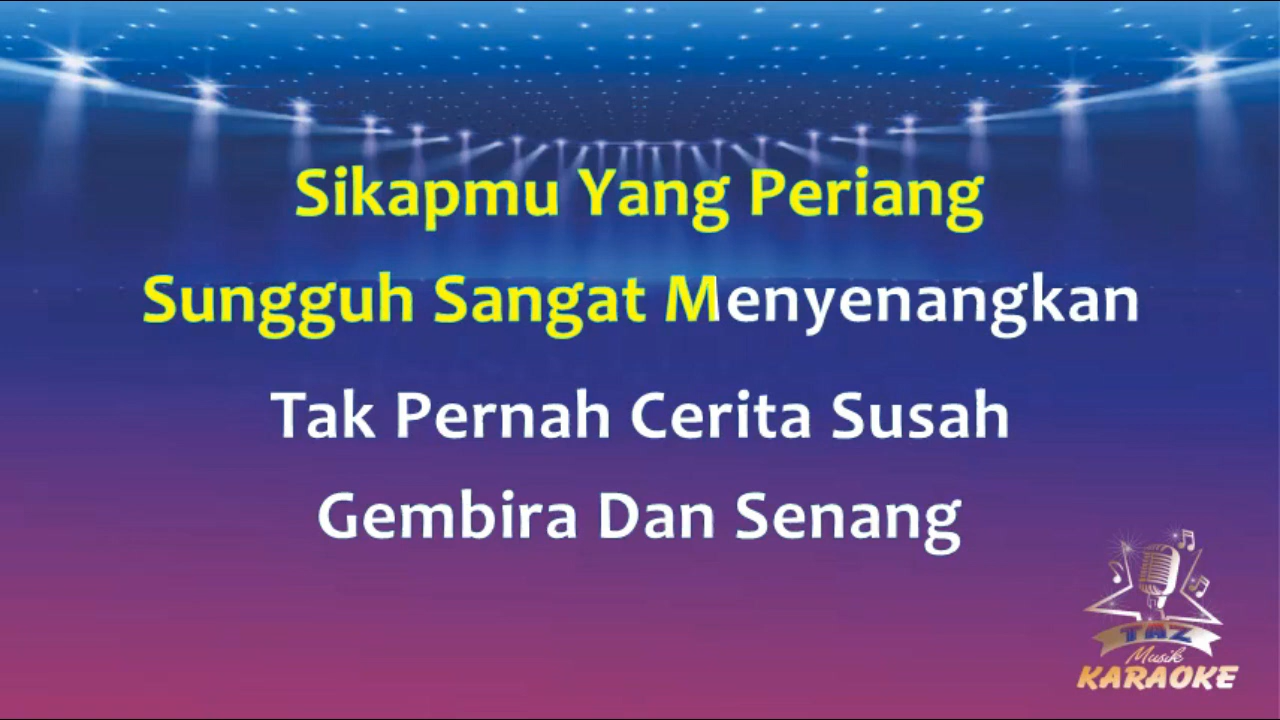 Sikapmu Yang Periang
Sungguh Sangat Menyenangkan
Tak Pernah Cerita Susah
Gembira Dan Senang
TAZ
Musik
KARAOKE